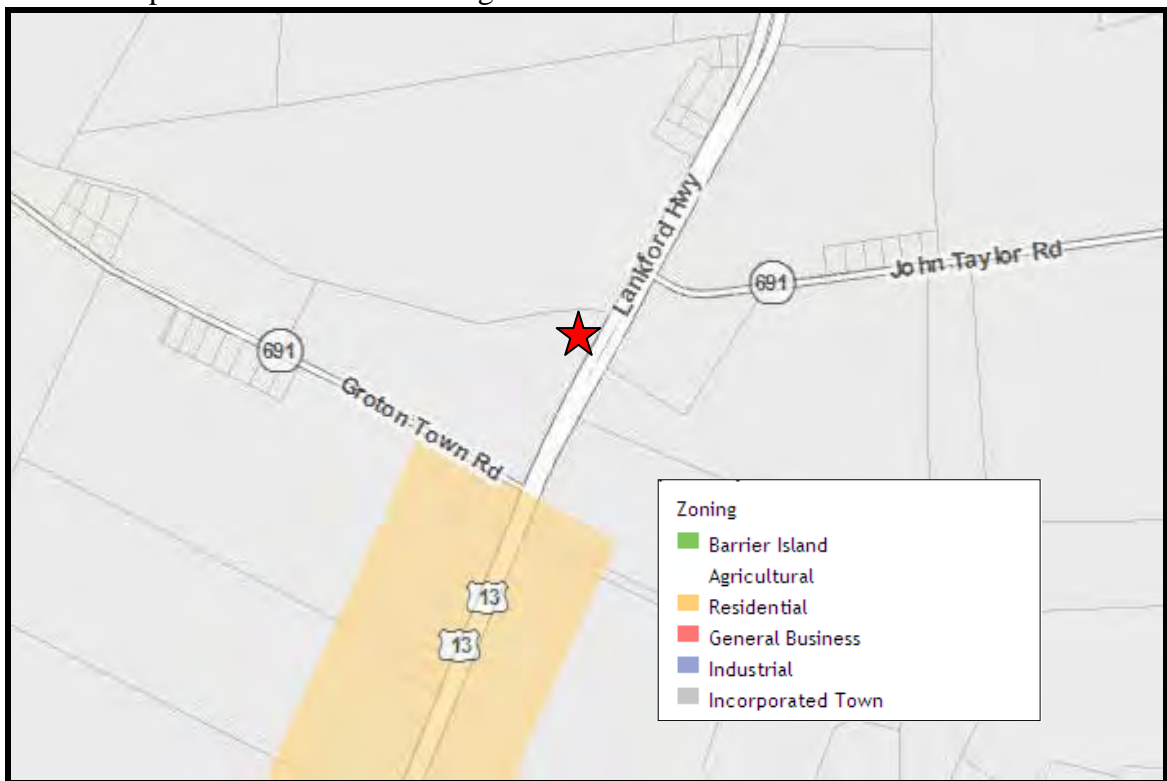 Lankford Hwy
691
John Taylor Rd
691
Groton Town Rd
13
13
Zoning
Barrier Island
Agricultural
Residential
General Business
Industrial
Incorporated Town